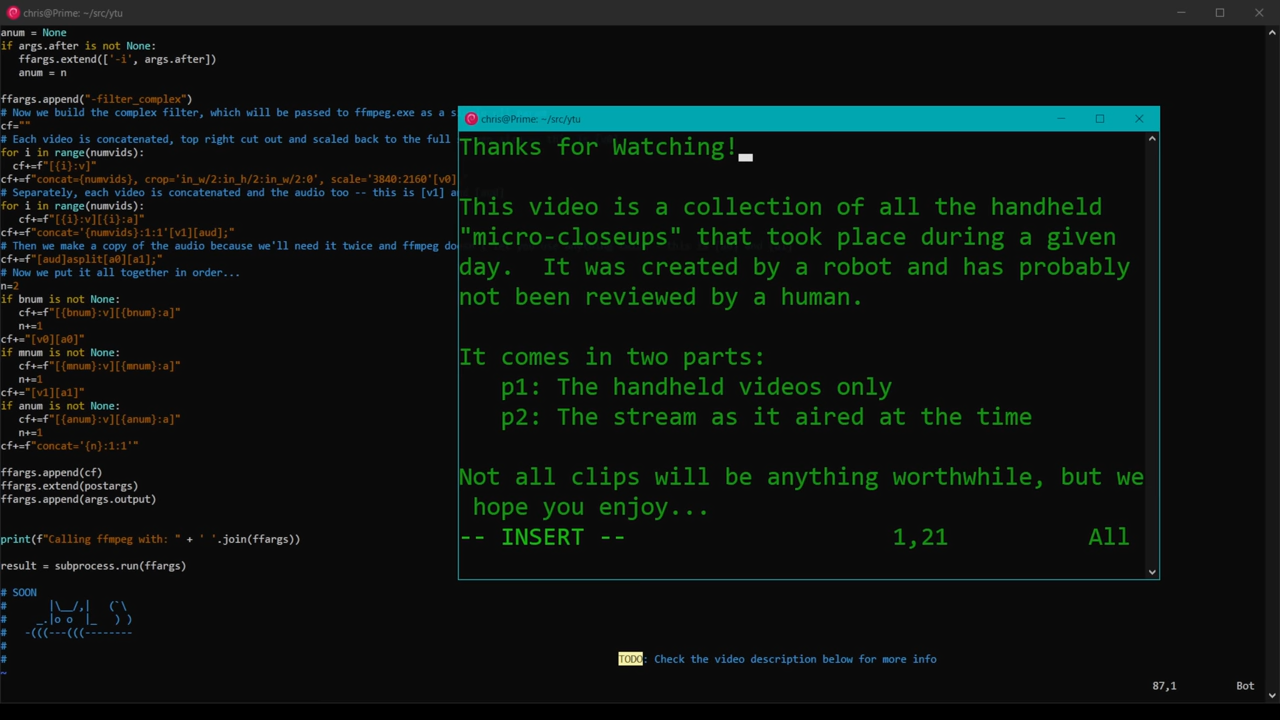 chris@Prime: ~/src/ytu
anum = None
if args.after is not None:
   ffargs.extend(['-i', args.after])
   anum = n
ffargs.append("-filter_complex")
# Now we build the complex filter, which will be passed to ffmpeg.exe as a s
cf=""
# Each video is concatenated, top right cut out and scaled back to the full
for i in range(numvids):
  cf+=f"[{i}:v]"
cf+=f"concat={numvids}, crop='in_w/2:in_h/2:in_w/2:0', scale='3840:2160'[v0]
# Separately, each video is concatenated and the audio too -- this is [v1] a
for i in range(numvids):
   cf+=f"[{i}:v][{i}:a]"
cf+=f"concat='{numvids}:1:1'[v1][aud];"
# Then we make a copy of the audio because we'll need it twice and ffmpeg do
cf+=f"[aud]asplit[a0][a1];"
# Now we put it all together in order...
n=2
if bnum is not None:
   cf+=f"[{bnum}:v][{bnum}:a]"
   n+=1
cf+="[v0][a0]"
if mnum is not None:
   cf+=f"[{mnum}:v][{mnum}:a]"
   n+=1
cf+="[v1][a1]"
if anum is not None:
   cf+=f"[{anum}:v][{anum}:a]"
   n+=1
cf+=f"concat='{n}:1:1'"
ffargs.append(cf)
ffargs.extend(postargs)
ffargs.append(args.output)
print(f"Calling ffmpeg with: " + ' '.join(ffargs))
result = subprocess.run(ffargs)
# SOON
#      |\__/,|   (`\
#    _.|o o  |_   ) )
#  -(((---(((--------
#
#
~
chris@Prime: ~/src/ytu
Thanks for Watching!
This video is a collection of all the handheld
"micro-closeups" that took place during a given
day.  It was created by a robot and has probably
not been reviewed by a human.
It comes in two parts:
   p1: The handheld videos only
   p2: The stream as it aired at the time
Not all clips will be anything worthwhile, but we
 hope you enjoy...
-- INSERT -- 1,21 All
TODO: Check the video description below for more info
87,1 Bot